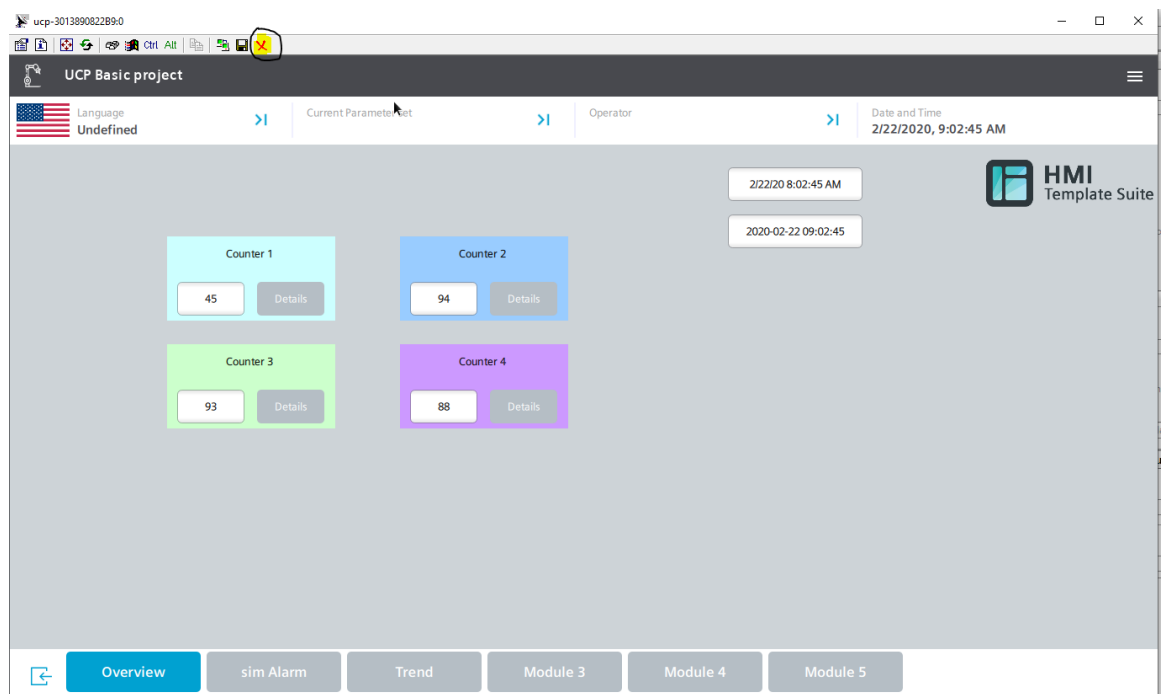 ucp-3013890822B9:0
Ctrl Alt
UCP Basic project
Language
Undefined
Current Parameter set
Operator
Date and Time
2/22/2020, 9:02:45 AM
2/22/20 8:02:45 AM
HMI
Template Suite
2020-02-22 09:02:45
Counter 1
45
Details
Counter 2
94
Details
Counter 3
93
Details
Counter 4
88
Details
Overview
sim Alarm
Trend
Module 3
Module 4
Module 5